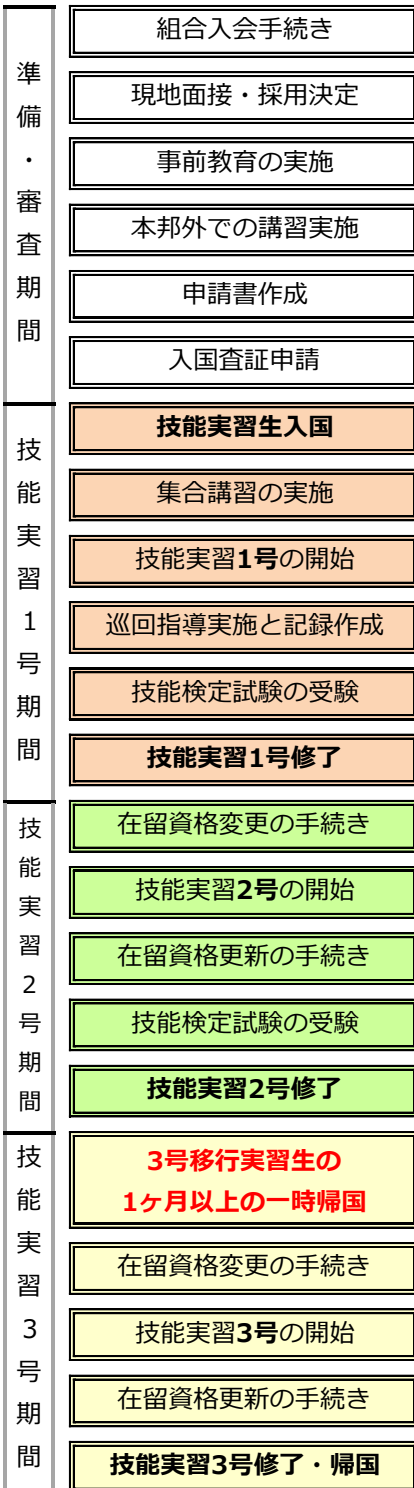 準備・審査期間
組合入会手続き
現地面接・採用決定
事前教育の実施
本邦外での講習実施
申請書作成
入国査証申請
技能実習1号期間
技能実習生入国
集合講習の実施
技能実習1号の開始
巡回指導実施と記録作成
技能検定試験の受験
技能実習1号修了
技能実習2号期間
在留資格変更の手続き
技能実習2号の開始
在留資格更新の手続き
技能検定試験の受験
技能実習2号修了
技能実習3号期間
3号移行実習生の
1ヶ月以上の一時帰国
在留資格変更の手続き
技能実習3号の開始
在留資格更新の手続き
技能実習3号修了・帰国